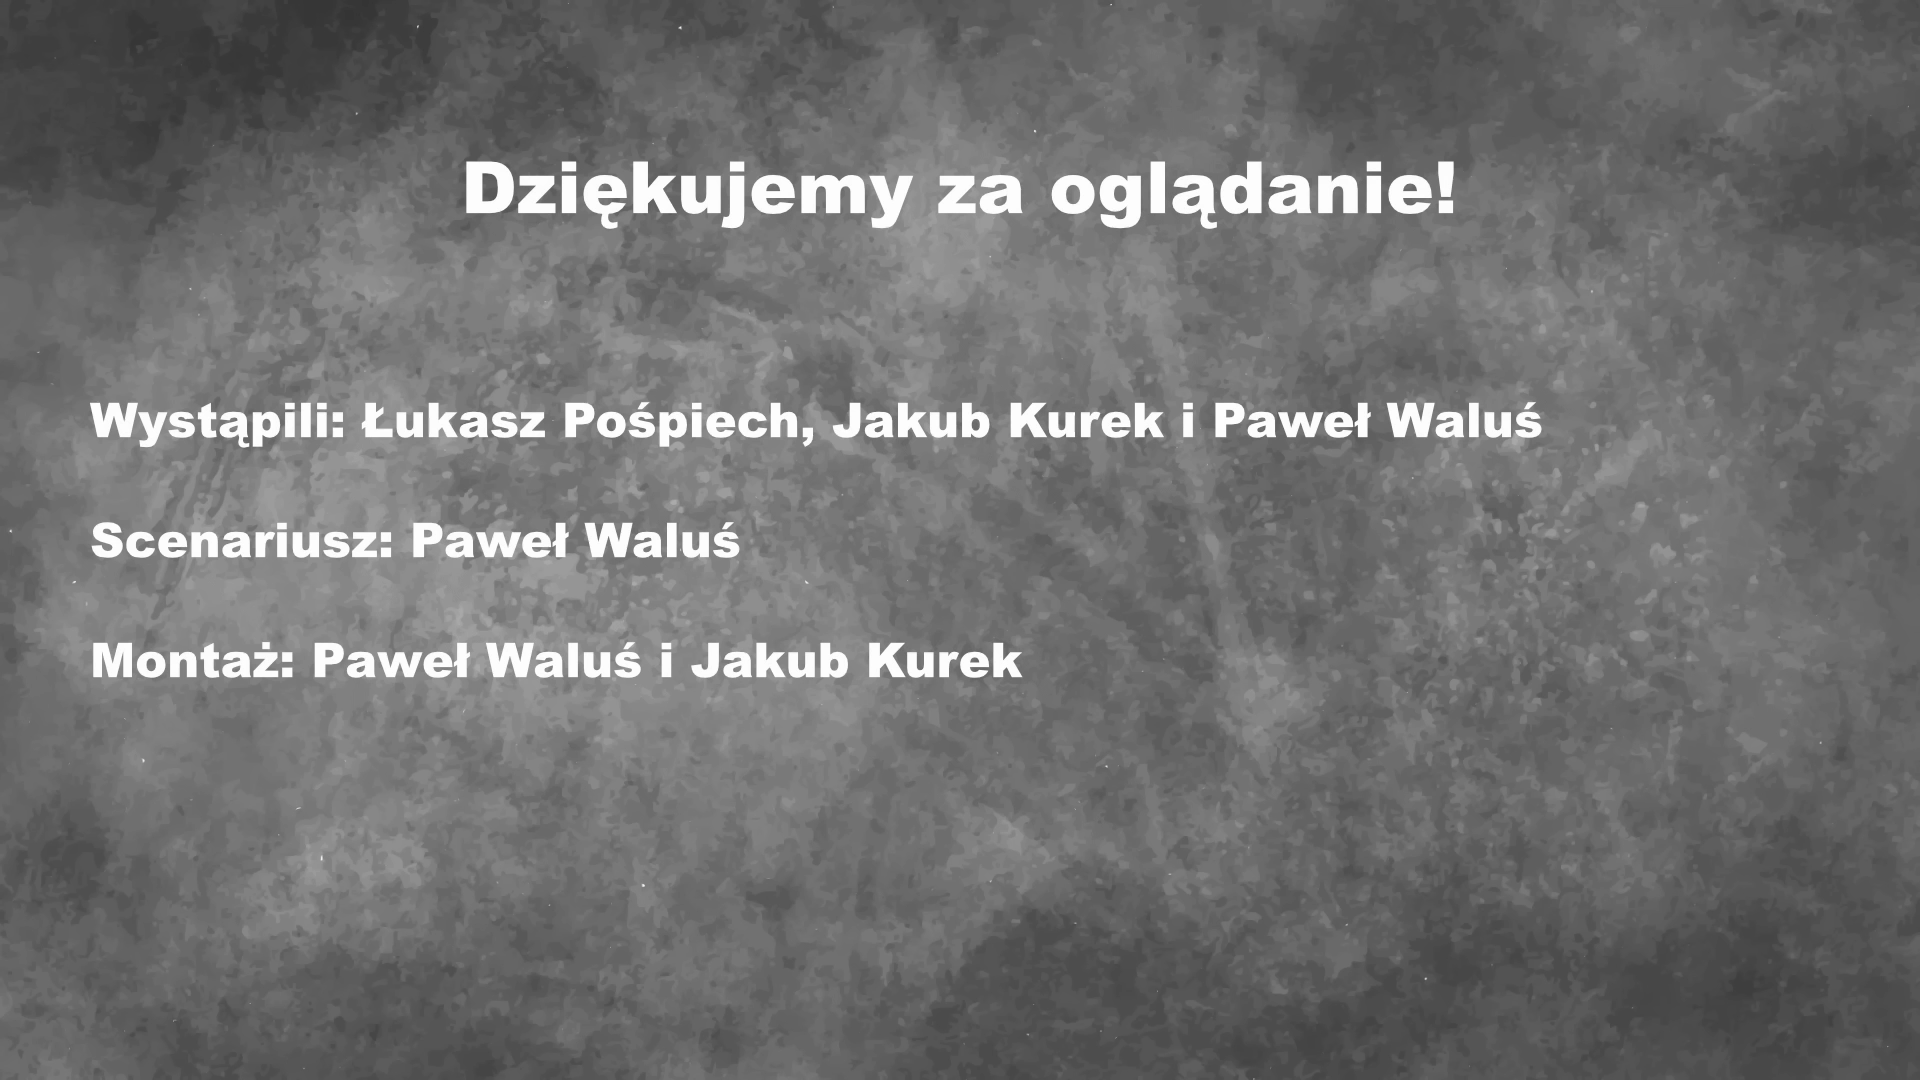 Dziękujemy za oglądanie!
Wystąpili: Łukasz Pośpiech, Jakub Kurek i Paweł Waluś
Scenariusz: Paweł Waluś
Montaż: Paweł Waluś i Jakub Kurek